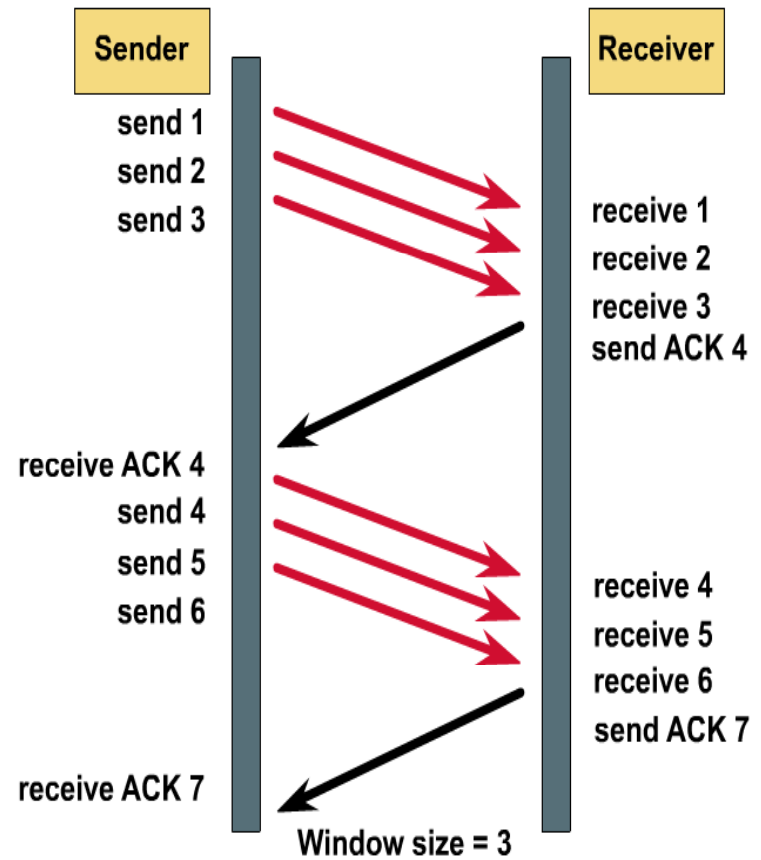 Sender
Receiver
send 1
send 2
send 3
receive 1
receive 2
receive 3
send ACK 4
receive ACK 4
send 4
send 5
send 6
receive 4
receive 5
receive 6
send ACK 7
receive ACK 7
Window size = 3